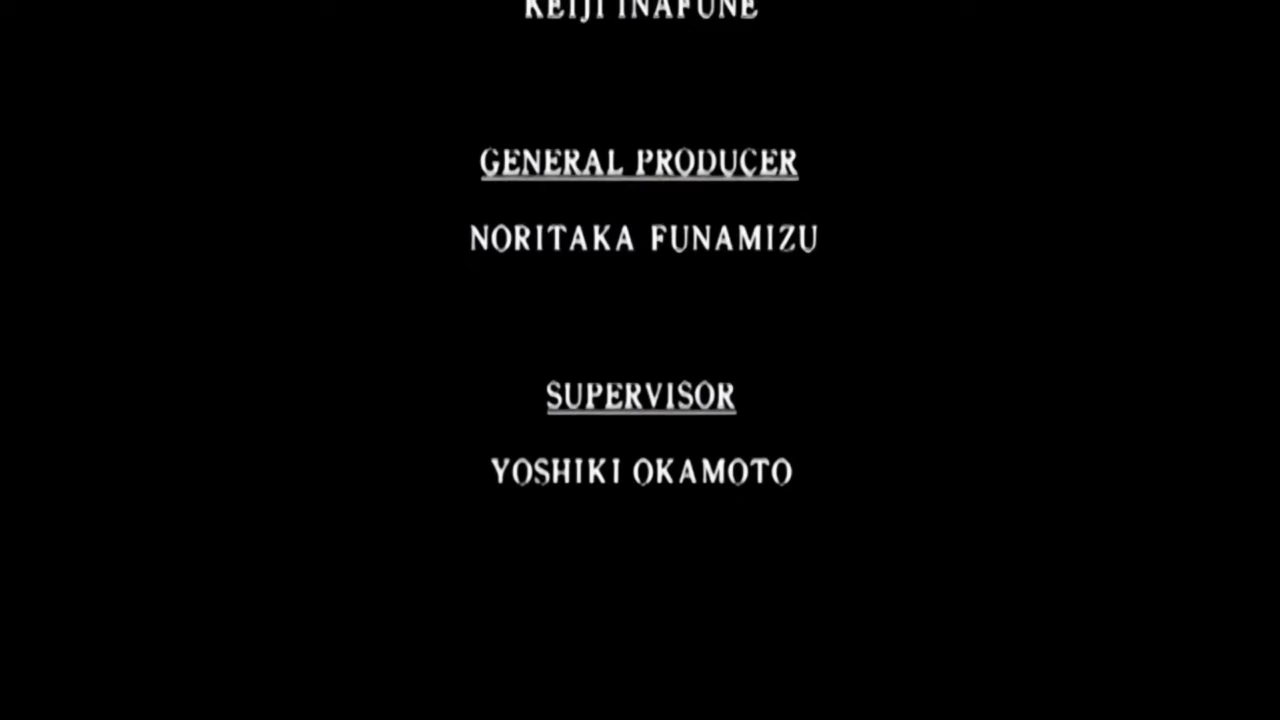 KEIJI INAFUNE
GENERAL PRODUCER
NORITAKA FUNAMIZU
SUPERVISOR
YOSHIKI OKAMOTO